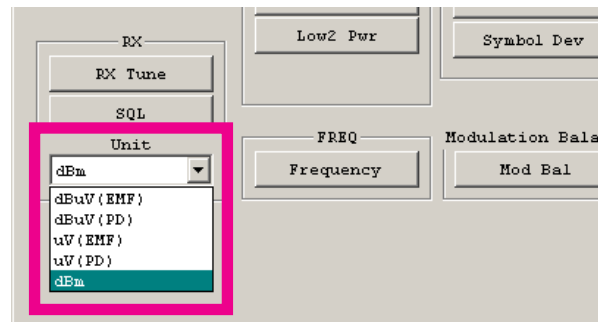 RX
RX Tune
SQL
Unit
dBm
dBuV(EMF)
dBuV(PD)
uV(EMF)
uV(PD)
dBm
Low2 Pwr
Symbol Dev
FREQ
Frequency
Modulation Bala
Mod Bal